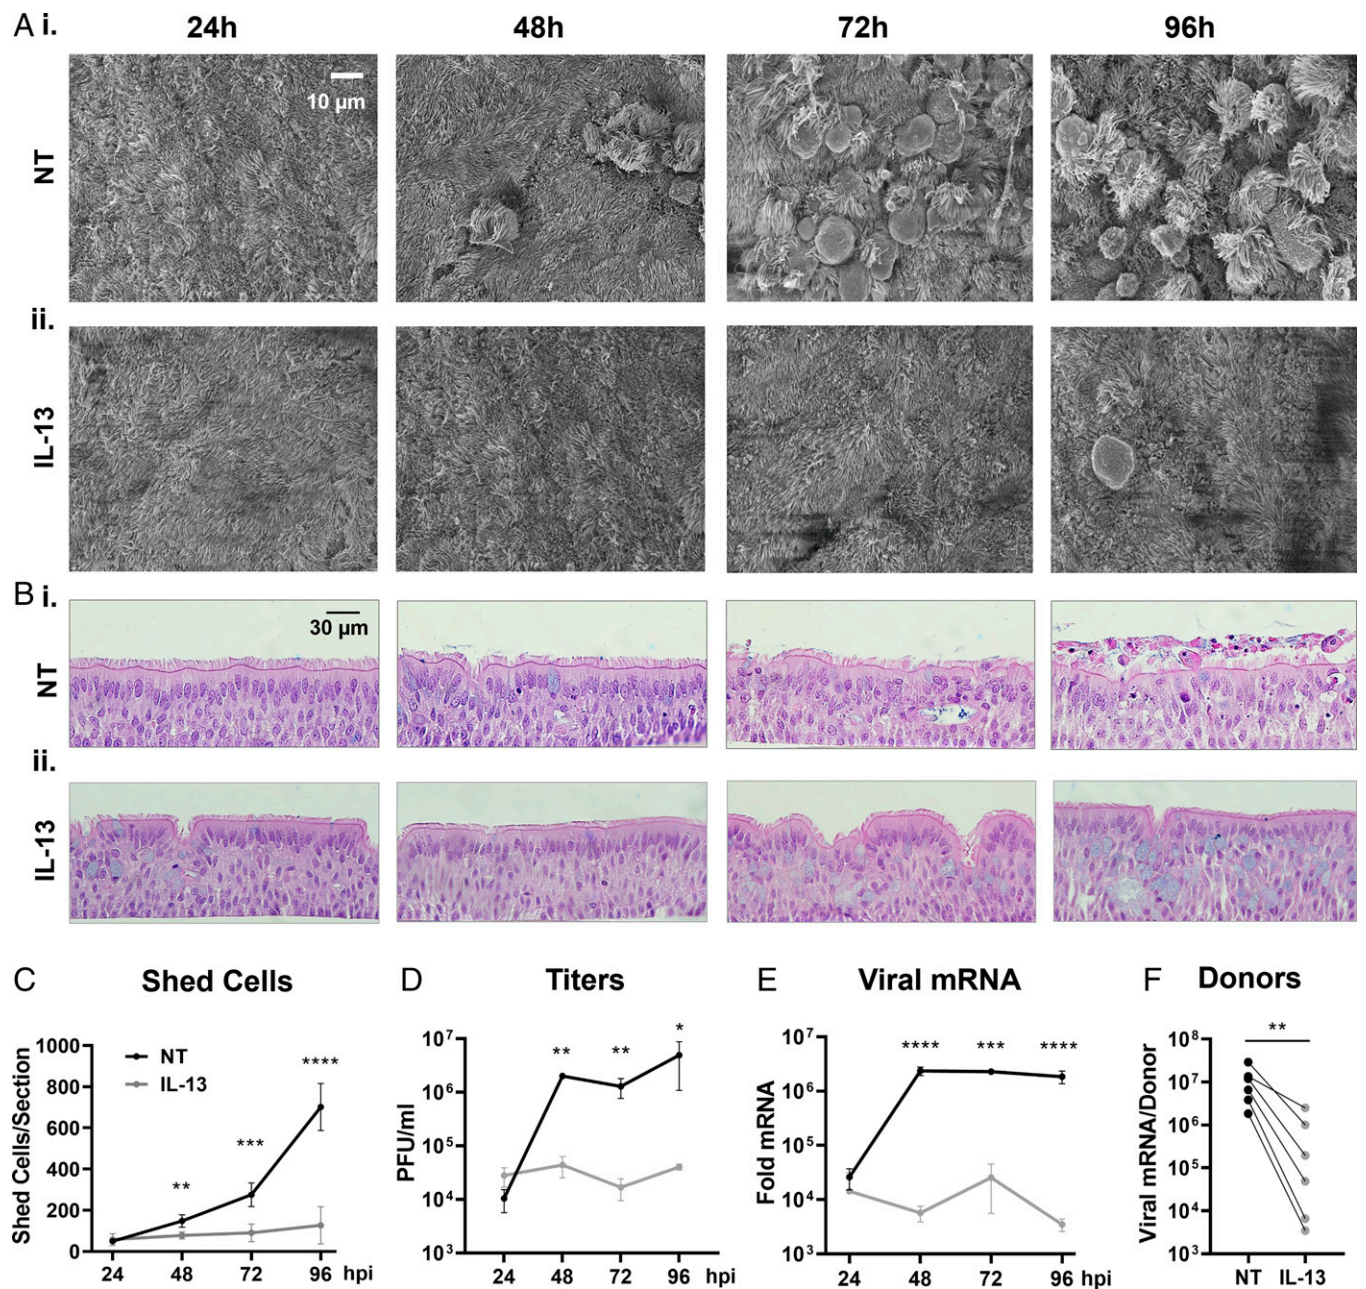 A i. 24h 48h 72h 96h
10 µm
NT
ii.
IL-13
B i.
30 µm
NT
ii.
IL-13
C Shed Cells D Titers E Viral mRNA F Donors
Shed Cells/Section
1000
800
600
400
200
0
NT
IL-13
**
***
****
24 48 72 96 hpi
PFU/ml
10⁷
10⁶
10⁵
10⁴
10³
**
**
*
24 48 72 96 hpi
Fold mRNA
10⁷
10⁶
10⁵
10⁴
10³
****
***
****
24 48 72 96 hpi
Viral mRNA/Donor
10⁸
10⁷
10⁶
10⁵
10⁴
10³
**
NT IL-13